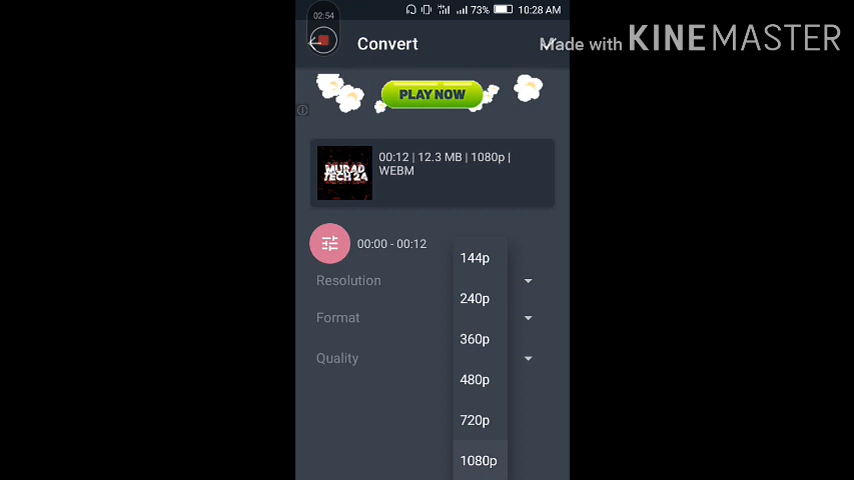 02:54
73% 10:28 AM
Convert
Made with KINEMASTER
PLAY NOW
MURAD
TECH 24
00:12 | 12.3 MB | 1080p |
WEBM
00:00 - 00:12
144p
Resolution
240p
Format
360p
Quality
480p
720p
1080p